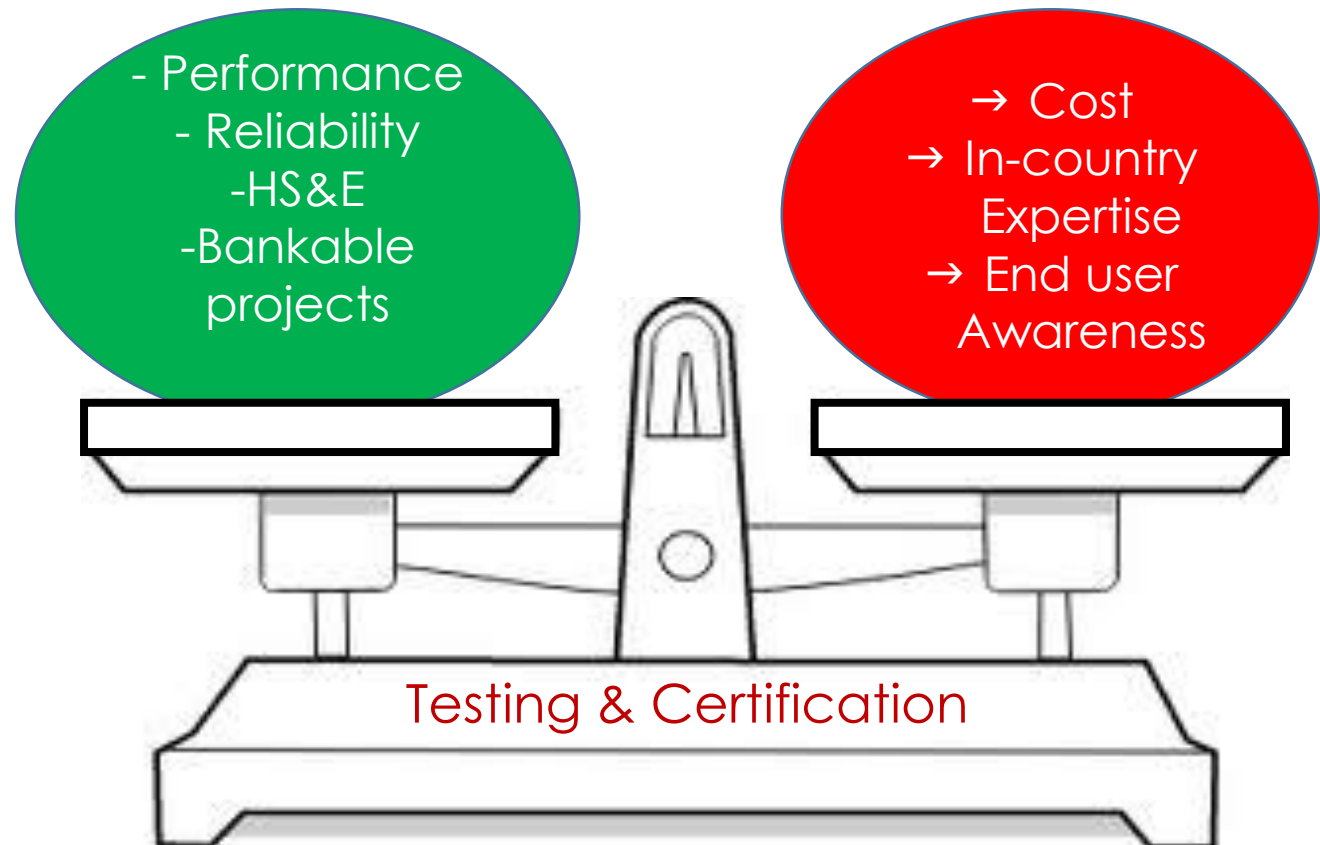 - Performance
- Reliability
-HS&E
-Bankable
projects
→ Cost
→ In-country
Expertise
→ End user
Awareness
Testing & Certification